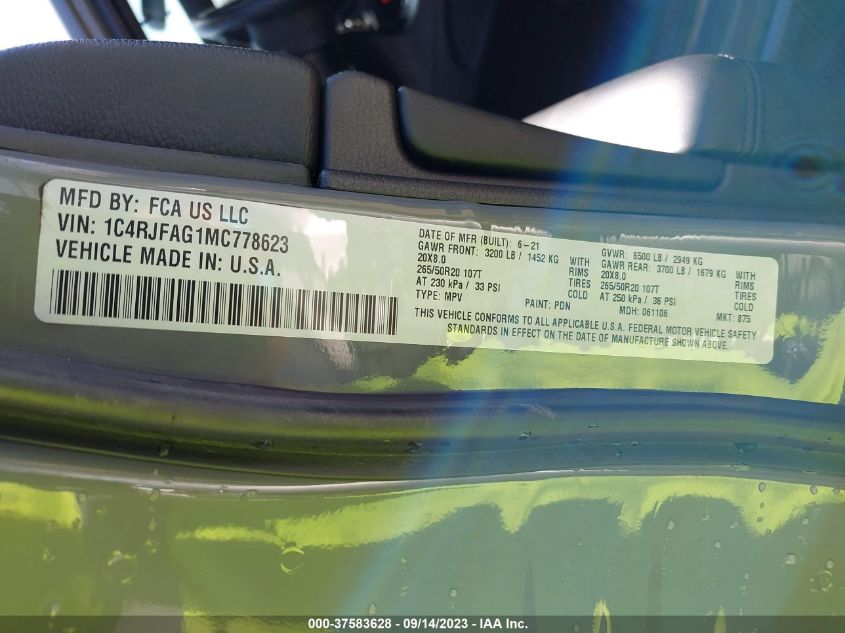 MFD BY: FCA US LLC
VIN: 1C4RJFAG1MC778623
VEHICLE MADE IN: U.S.A.
DATE OF MFR (BUILT): 6-21 GVWR: 6500 LB / 2949 KG
GAWR FRONT: 3200 LB / 1452 KG WITH GAWR REAR: 3700 LB / 1679 KG WITH
20X8.0 RIMS 20X8.0 RIMS
265/50R20 107T TIRES 265/50R20 107T TIRES
AT 230 kPa / 33 PSI COLD AT 250 kPa / 36 PSI COLD
TYPE: MPV PAINT: PDN MDH: 061106 MKT: 875
THIS VEHICLE CONFORMS TO ALL APPLICABLE U.S.A. FEDERAL MOTOR VEHICLE SAFETY
STANDARDS IN EFFECT ON THE DATE OF MANUFACTURE SHOWN ABOVE
000-37583628 - 09/14/2023 - IAA Inc.